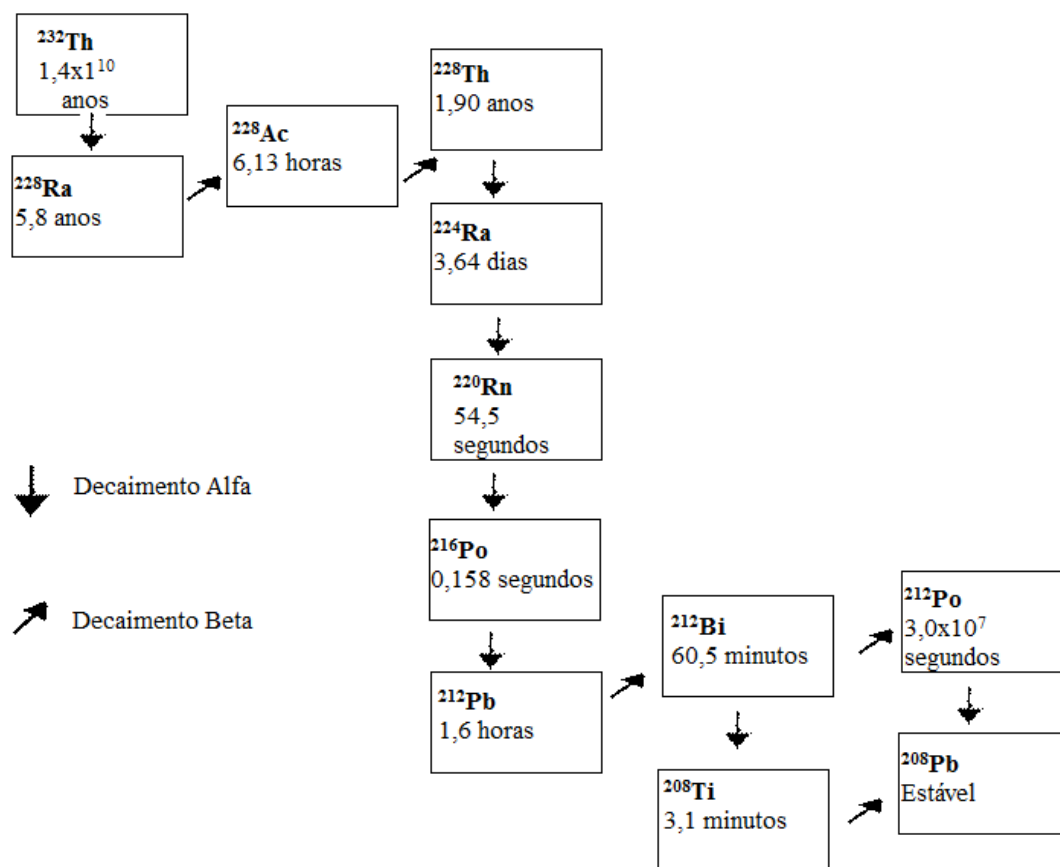 ²³²Th
1,4x1¹⁰
anos
²²⁸Ra
5,8 anos
²²⁸Ac
6,13 horas
²²⁸Th
1,90 anos
²²⁴Ra
3,64 dias
²²⁰Rn
54,5
segundos
²¹⁶Po
0,158 segundos
²¹²Pb
1,6 horas
²¹²Bi
60,5 minutos
²¹²Po
3,0x10⁷
segundos
²⁰⁸Ti
3,1 minutos
²⁰⁸Pb
Estável
Decaimento Alfa
Decaimento Beta